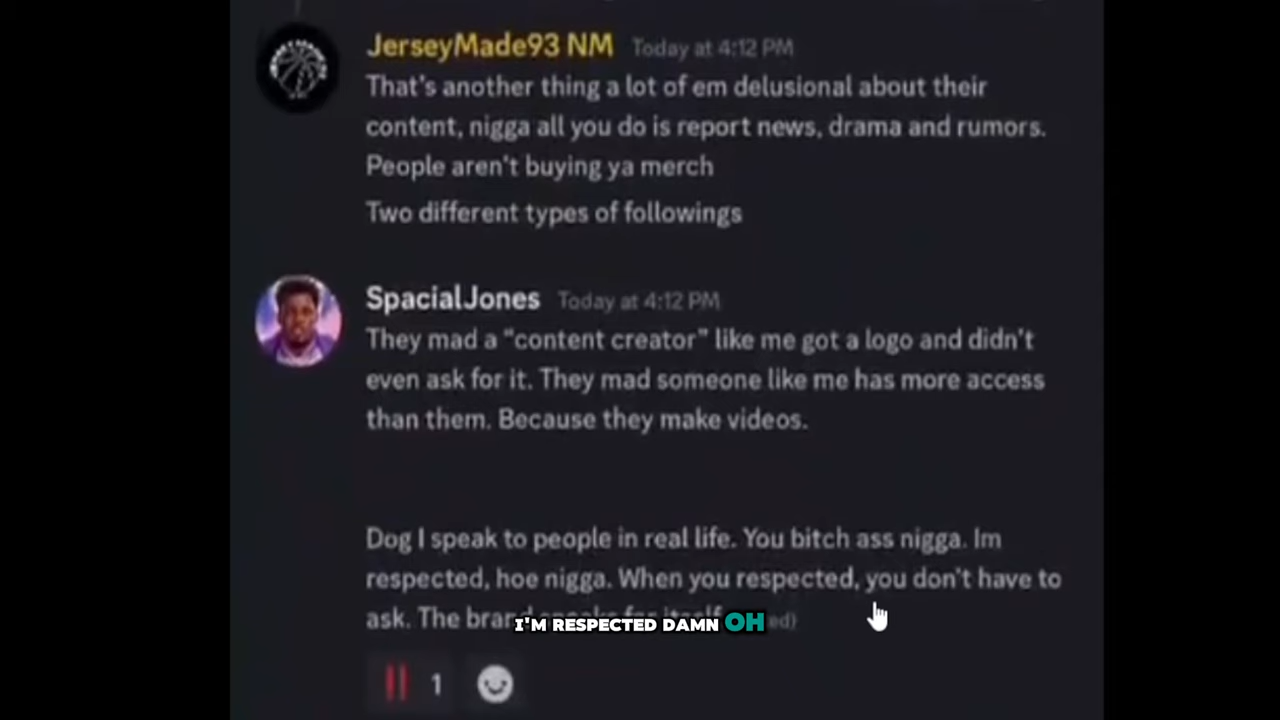 JerseyMade93 NM Today at 4:12 PM
That's another thing a lot of em delusional about their
content, nigga all you do is report news, drama and rumors.
People aren't buying ya merch
Two different types of followings
SpacialJones Today at 4:12 PM
They mad a “content creator” like me got a logo and didn't
even ask for it. They mad someone like me has more access
than them. Because they make videos.
Dog I speak to people in real life. You bitch ass nigga. Im
respected, hoe nigga. When you respected, you don't have to
ask. The brand speaks for itself
I'M RESPECTED DAMN OH
1